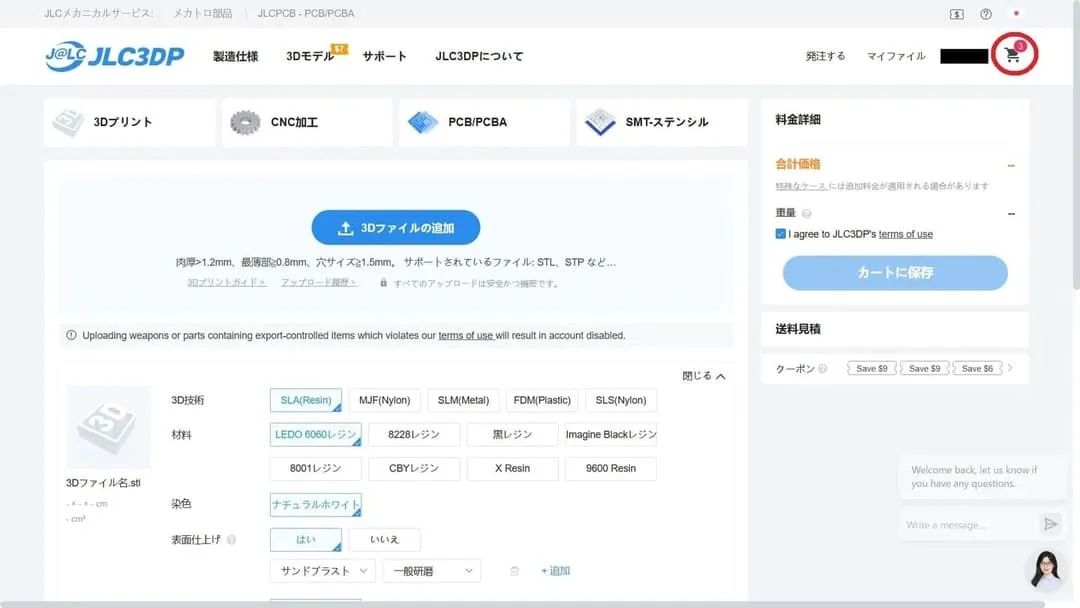 JLCメカニカルサービス: メカトロ部品 JLCPCB - PCB/PCBA
J@LC JLC3DP 製造仕様 3Dモデル $7 サポート JLC3DPについて 発注する マイファイル 3
3Dプリント CNC加工 PCB/PCBA SMT-ステンシル
料金詳細
合計価格 --
特殊なケースには追加料金が適用される場合があります
重量 --
I agree to JLC3DP's terms of use
カートに保存
送料見積
クーポン Save $9 Save $9 Save $6
3Dファイルの追加
肉厚>1.2mm、最薄部≧0.8mm、穴サイズ≧1.5mm。 サポートされているファイル: STL、STP など...
3Dプリントガイド > アップロード履歴 > すべてのアップロードは安全かつ機密です。
Uploading weapons or parts containing export-controlled items which violates our terms of use will result in account disabled.
閉じる
3D
3Dファイル名.stl
- × - × - cm
- cm³
3D技術 SLA(Resin) MJF(Nylon) SLM(Metal) FDM(Plastic) SLS(Nylon)
材料 LEDO 6060レジン 8228レジン 黒レジン Imagine Blackレジン
8001レジン CBYレジン X Resin 9600 Resin
染色 ナチュラルホワイト
表面仕上げ はい いいえ
サンドブラスト 一般研磨 + 追加
Welcome back, let us know if
you have any questions.
Write a message...